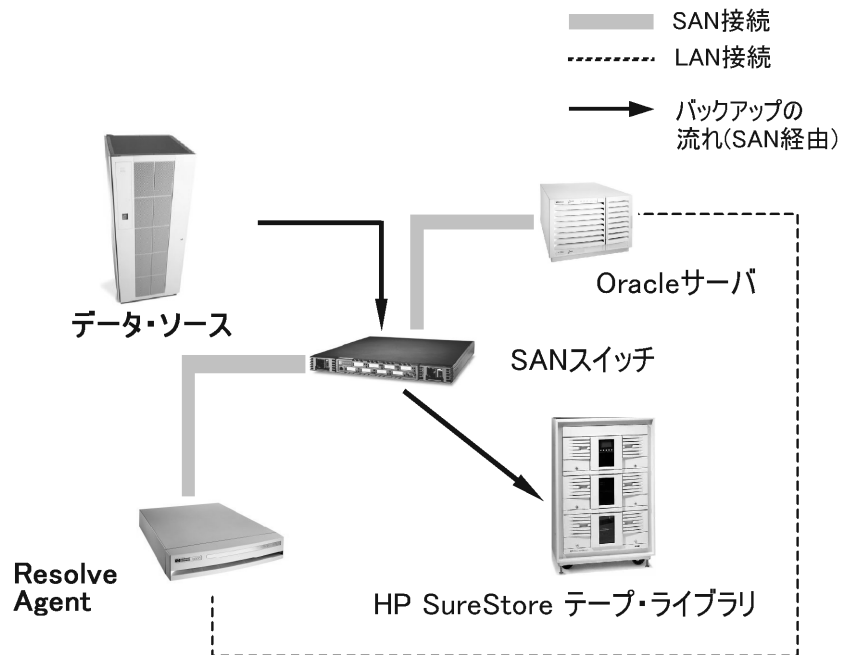 SAN接続
LAN接続
バックアップの
流れ(SAN経由)
Oracleサーバ
データ・ソース
SANスイッチ
Resolve
Agent
HP SureStore テープ・ライブラリ